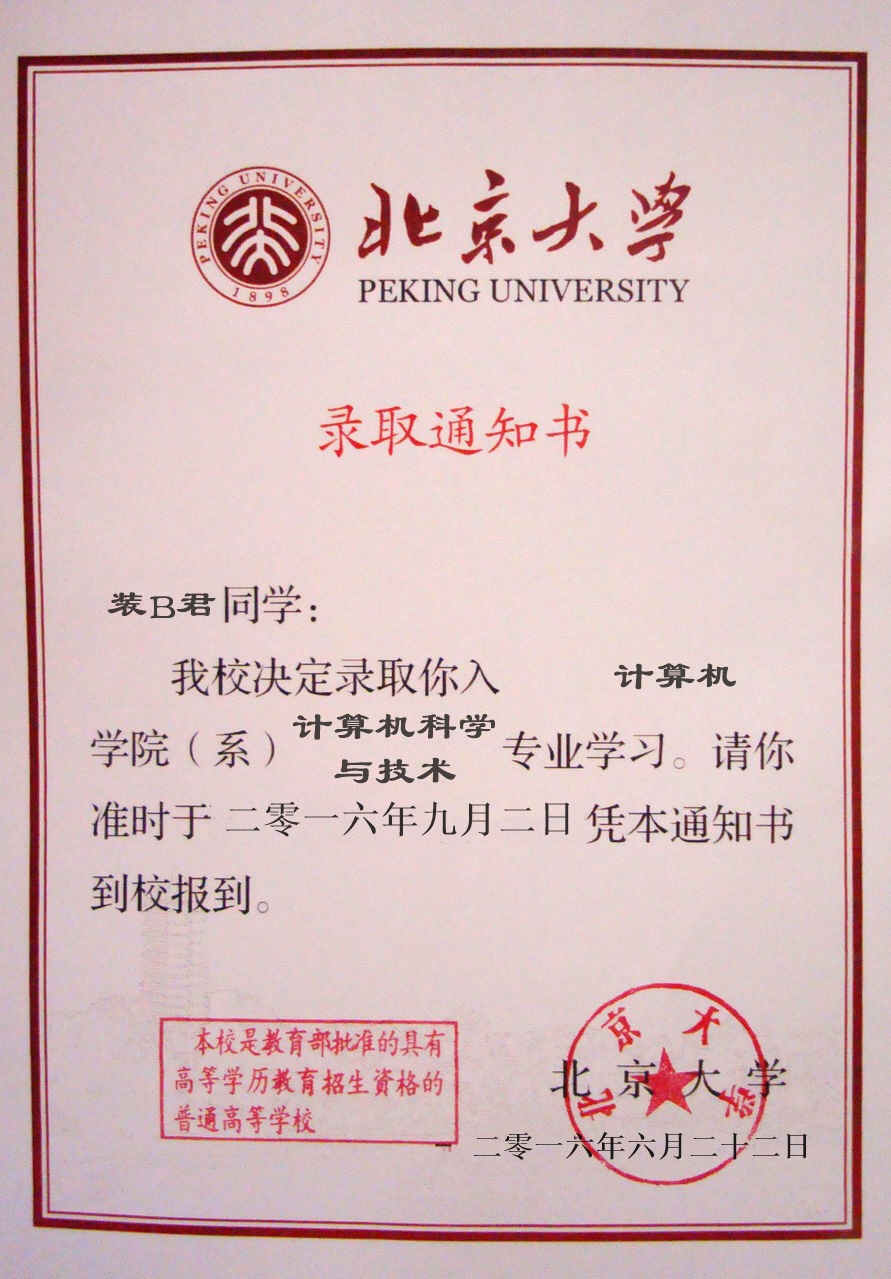 PEKING UNIVERSITY
1898
北京大学
PEKING UNIVERSITY
录取通知书
装B君同学：
我校决定录取你入 计算机
学院（系）计算机科学与技术专业学习。请你
准时于二零一六年九月二日凭本通知书
到校报到。
本校是教育部批准的具有
高等学历教育招生资格的
普通高等学校
北京大学
北京大学
二零一六年六月二十二日